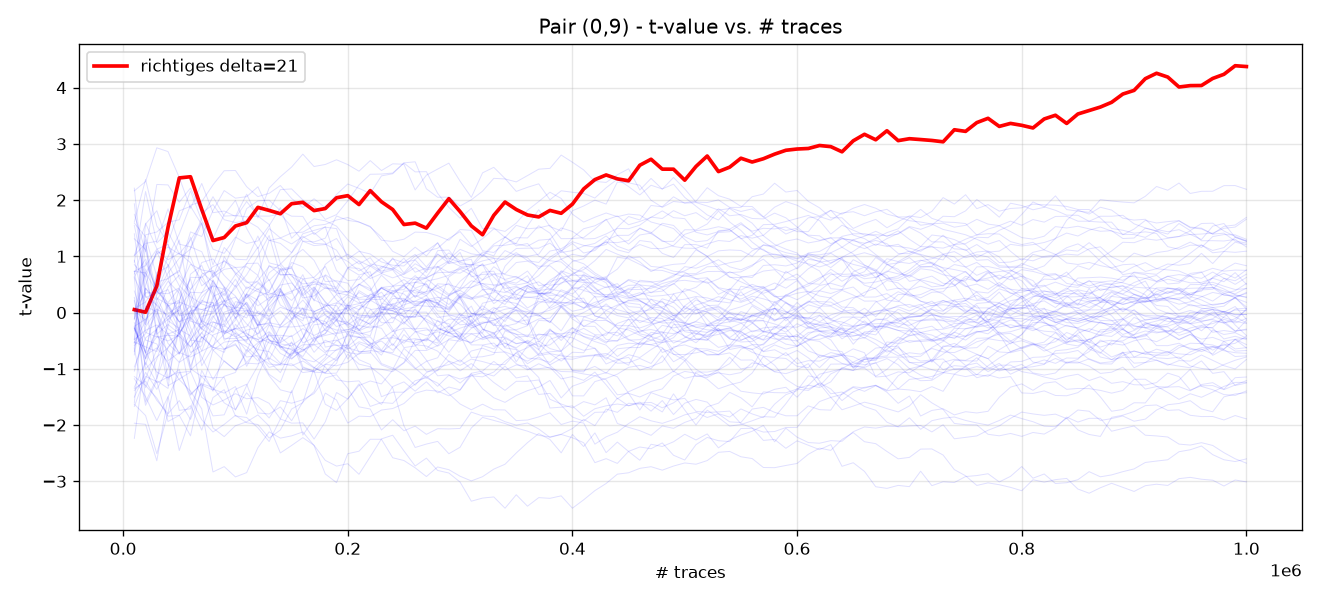 Pair (0,9) - t-value vs. # traces
richtiges delta=21
t-value
4
3
2
1
0
−1
−2
−3
0.0 0.2 0.4 0.6 0.8 1.0
1e6
# traces